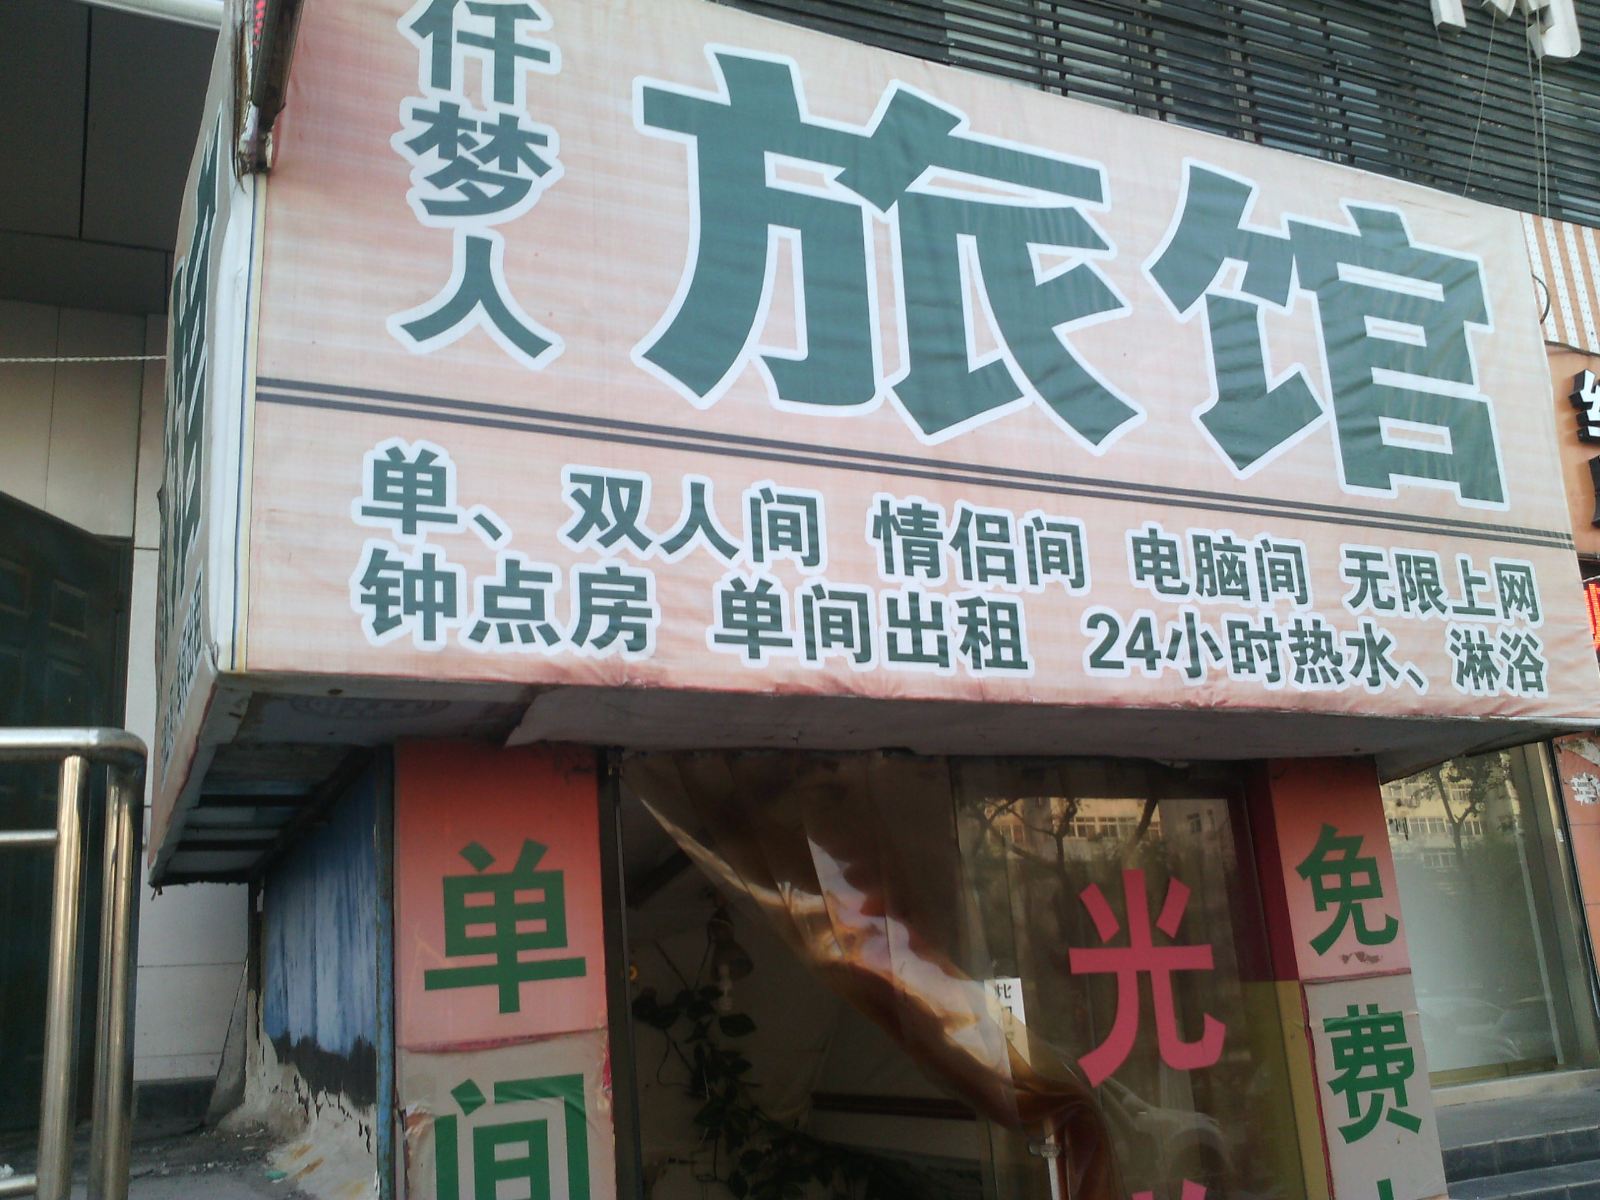 仟梦人
旅馆
单、双人间 情侣间 电脑间 无限上网
钟点房 单间出租 24小时热水、淋浴
单间
光
免费